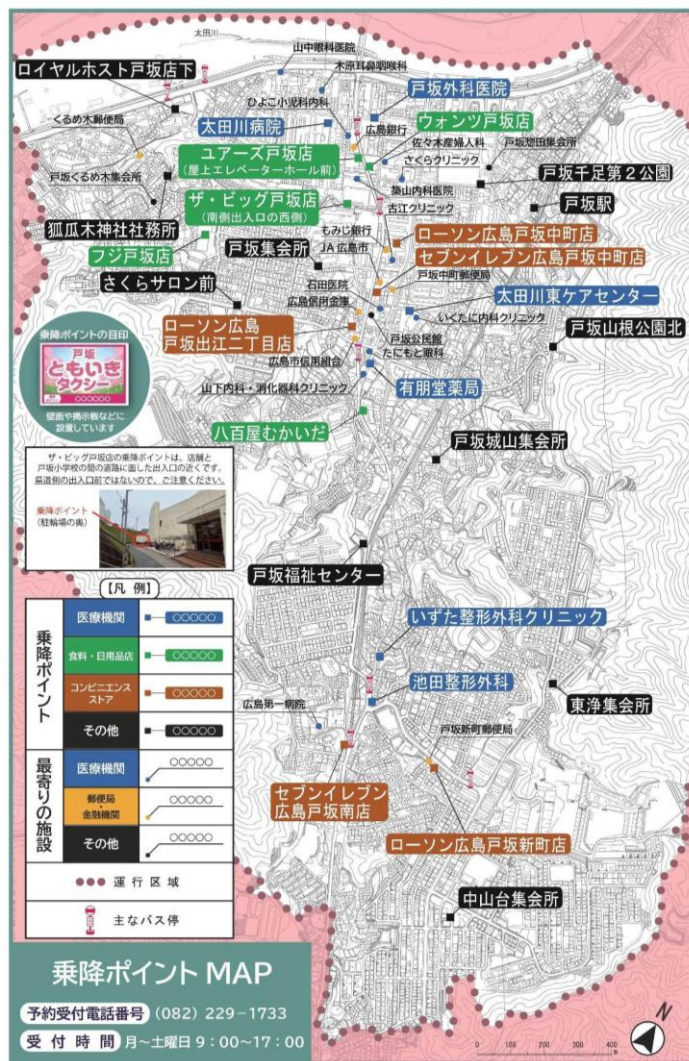 太田川
山中眼科医院
木原耳鼻咽喉科
ロイヤルホスト戸坂店下
ひよこ小児科内科
戸坂外科医院
くるめ木郵便局
太田川病院
広島銀行
ウォンツ戸坂店
佐々木産婦人科
戸坂惣田集会所
ユアーズ戸坂店
(屋上エレベーターホール前)
さくらクリニック
戸坂くるめ木集会所
築山内科医院
戸坂千足第2公園
ザ・ビッグ戸坂店
(南側出入口の西側)
古江クリニック
戸坂駅
狐瓜木神社社務所
もみじ銀行
ローソン広島戸坂中町店
フジ戸坂店
戸坂集会所
JA 広島市
セブンイレブン広島戸坂中町店
さくらサロン前
石田医院
戸坂中町郵便局
広島信用金庫
太田川東ケアセンター
ローソン広島
戸坂出江二丁目店
いくたに内科クリニック
戸坂公民館
戸坂山根公園北
たにもと眼科
広島市信用組合
有朋堂薬局
山下内科・消化器科クリニック
八百屋むかいだ
乗降ポイントの目印
戸坂
ともいき
タクシー
○○○○○○
壁面や掲示板などに
設置しています
戸坂城山集会所
ザ・ビッグ戸坂店の乗降ポイントは、店舗と
戸坂小学校の間の道路に面した出入口の近くです。
県道側の出入口前ではないので、ご注意ください。
乗降ポイント
(駐輪場の奥)
戸坂福祉センター
いずた整形外科クリニック
池田整形外科
東浄集会所
広島第一病院
戸坂新町郵便局
セブンイレブン
広島戸坂南店
ローソン広島戸坂新町店
中山台集会所
【凡 例】
乗降ポイント
医療機関 ○○○○○
食料・日用品店 ○○○○○
コンビニエンス
ストア ○○○○○
その他 ○○○○○
最寄りの施設
医療機関 ○○○○○
郵便局
・
金融機関 ○○○○○
その他 ○○○○○
運 行 区 域
主なバス停
乗降ポイント MAP
予約受付電話番号 (082) 229-1733
受 付 時 間 月~土曜日 9:00~17:00
N
0 100 200 300 400